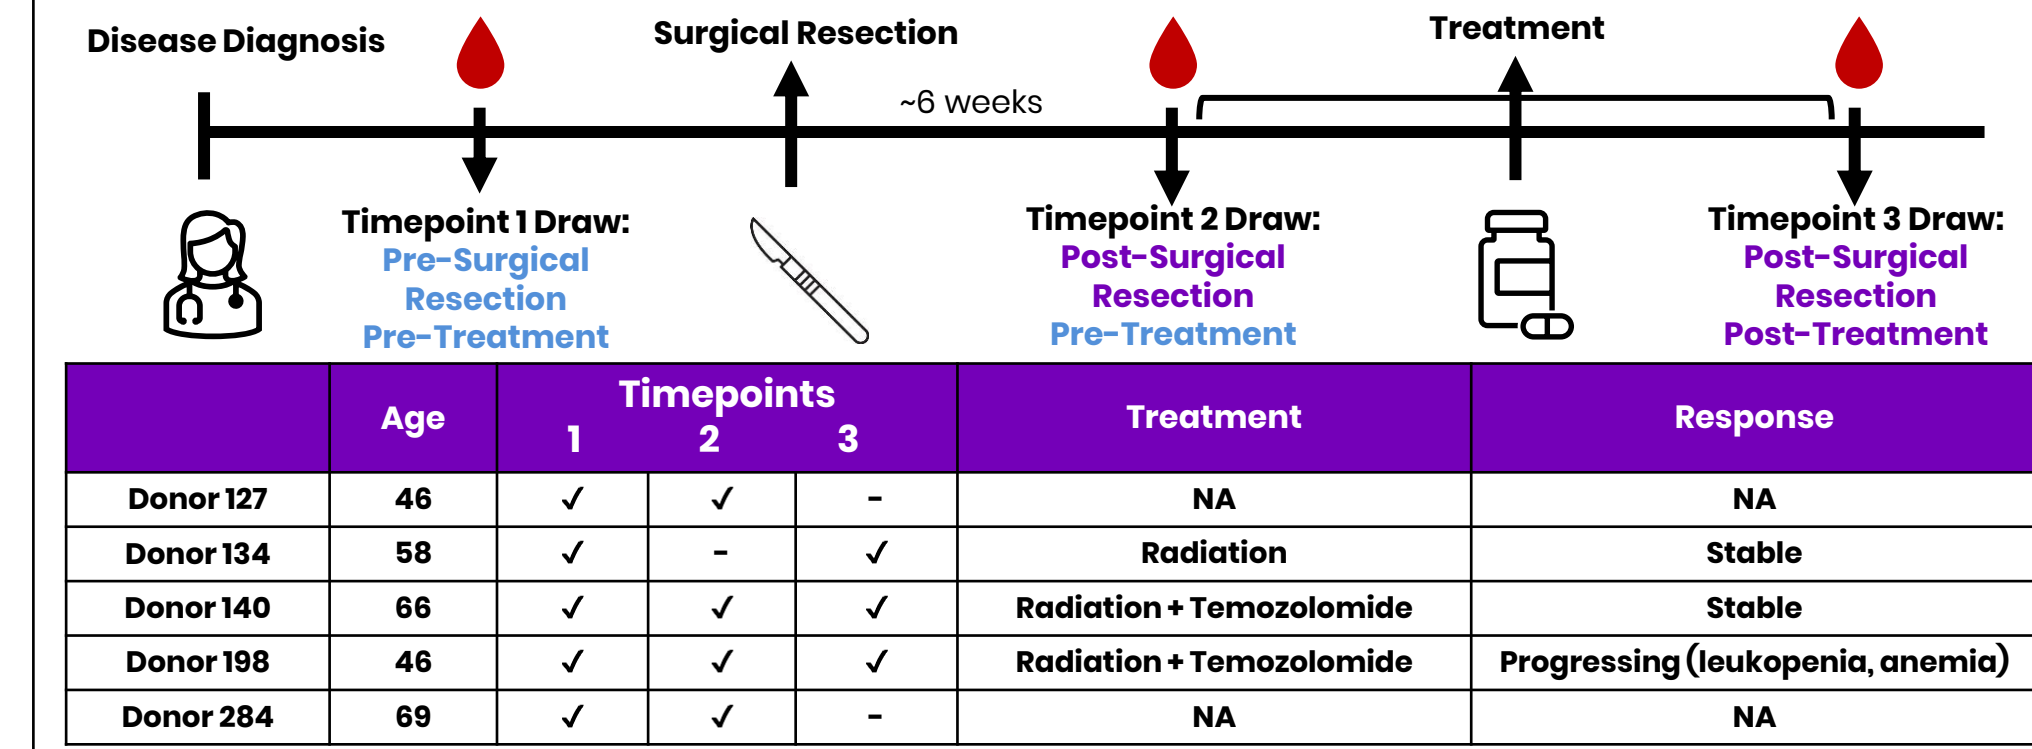 Disease Diagnosis
Surgical Resection
Treatment
~6 weeks
Timepoint 1 Draw:
Pre-Surgical
Resection
Pre-Treatment
Timepoint 2 Draw:
Post-Surgical
Resection
Pre-Treatment
Timepoint 3 Draw:
Post-Surgical
Resection
Post-Treatment
Age Timepoints Treatment Response
1 2 3
Donor 127 46 ✓ ✓ - NA NA
Donor 134 58 ✓ - ✓ Radiation Stable
Donor 140 66 ✓ ✓ ✓ Radiation + Temozolomide Stable
Donor 198 46 ✓ ✓ ✓ Radiation + Temozolomide Progressing (leukopenia, anemia)
Donor 284 69 ✓ ✓ - NA NA